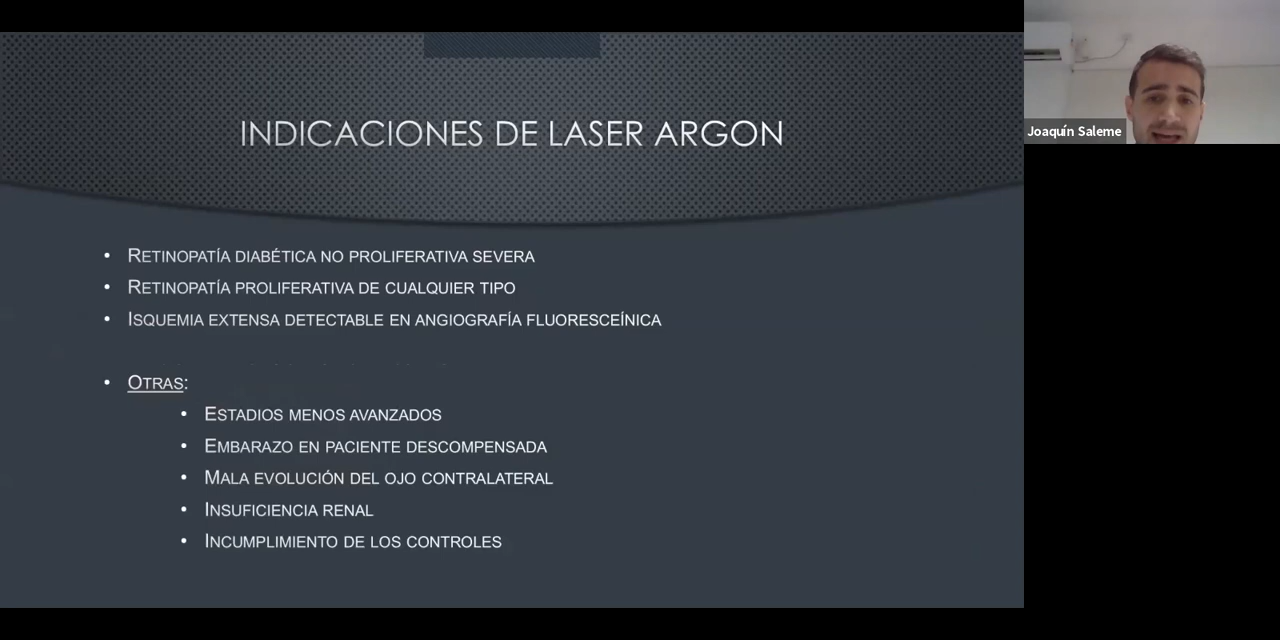 INDICACIONES DE LASER ARGON
Joaquín Saleme
• RETINOPATÍA DIABÉTICA NO PROLIFERATIVA SEVERA
• RETINOPATÍA PROLIFERATIVA DE CUALQUIER TIPO
• ISQUEMIA EXTENSA DETECTABLE EN ANGIOGRAFÍA FLUORESCEÍNICA
• OTRAS:
• ESTADIOS MENOS AVANZADOS
• EMBARAZO EN PACIENTE DESCOMPENSADA
• MALA EVOLUCIÓN DEL OJO CONTRALATERAL
• INSUFICIENCIA RENAL
• INCUMPLIMIENTO DE LOS CONTROLES